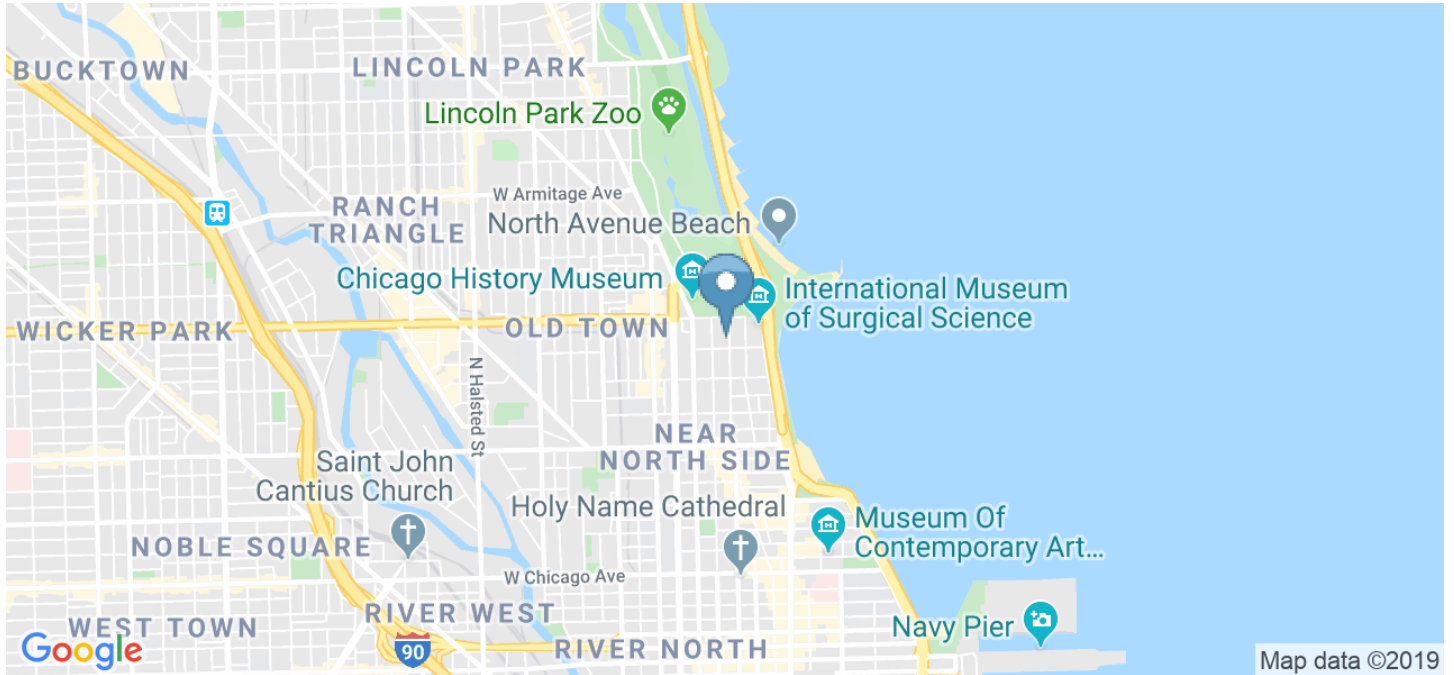 BUCKTOWN
LINCOLN PARK
Lincoln Park Zoo
W Armitage Ave
RANCH
TRIANGLE
North Avenue Beach
Chicago History Museum
International Museum
of Surgical Science
WICKER PARK
OLD TOWN
N Halsted St
NEAR
NORTH SIDE
Saint John
Cantius Church
Holy Name Cathedral
Museum Of
Contemporary Art...
NOBLE SQUARE
W Chicago Ave
RIVER WEST
WEST TOWN
Navy Pier
RIVER NORTH
90
Google
Map data ©2019